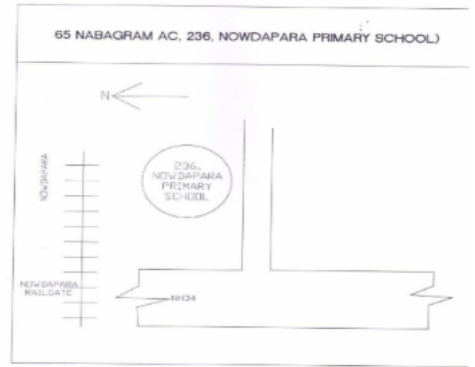 65 NABAGRAM AC, 236, NOWDAPARA PRIMARY SCHOOL)
N
236,
NOWDAPARA
PRIMARY
SCHOOL
NOWDAPARA
NOWDAPARA
RAILGATE
NH34